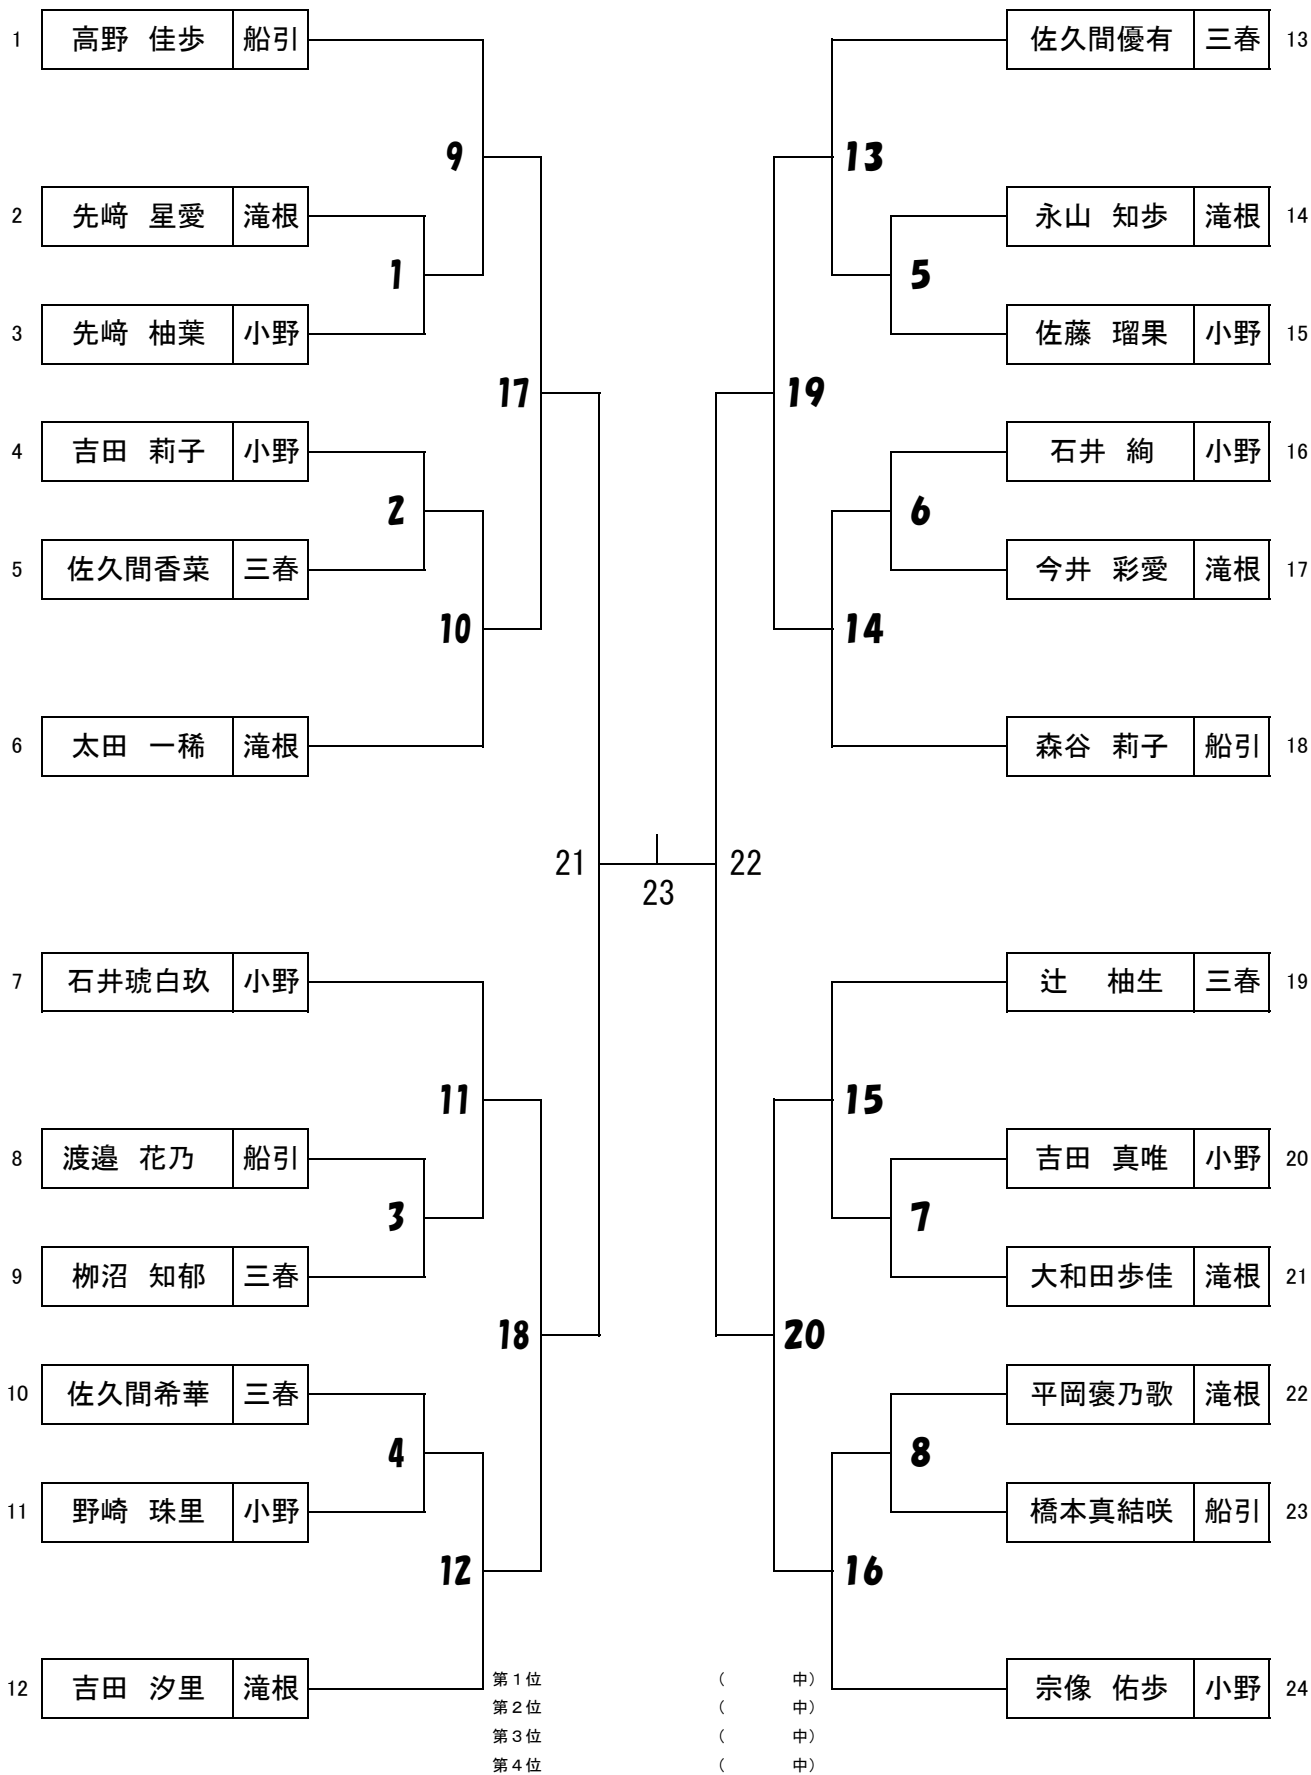 1 高野 佳歩 船引
9
2 先﨑 星愛 滝根
1
3 先﨑 柚葉 小野
17
4 吉田 莉子 小野
2
5 佐久間香菜 三春
10
6 太田 一稀 滝根
21
7 石井琥白玖 小野
11
8 渡邉 花乃 船引
3
9 栁沼 知郁 三春
18
10 佐久間希華 三春
4
11 野崎 珠里 小野
12
12 吉田 汐里 滝根
23
佐久間優有 三春 13
13
永山 知歩 滝根 14
5
佐藤 瑠果 小野 15
19
石井 絢 小野 16
6
今井 彩愛 滝根 17
14
森谷 莉子 船引 18
22
辻 柚生 三春 19
15
吉田 真唯 小野 20
7
大和田歩佳 滝根 21
20
平岡褒乃歌 滝根 22
8
橋本真結咲 船引 23
16
宗像 佑歩 小野 24
第1位 ( 中)
第2位 ( 中)
第3位 ( 中)
第4位 ( 中)